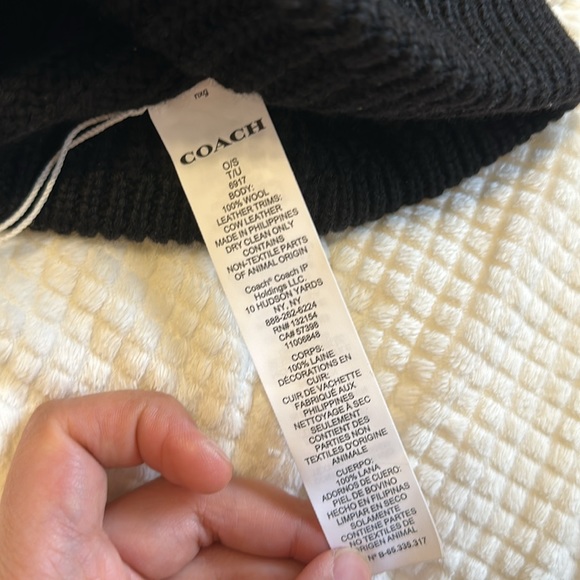 COACH
O/S
T/U
6917
BODY:
100% WOOL
LEATHER TRIMS:
COW LEATHER
MADE IN PHILIPPINES
DRY CLEAN ONLY
CONTAINS
NON-TEXTILE PARTS
OF ANIMAL ORIGIN
Coach® Coach IP
Holdings LLC.
10 HUDSON YARDS
NY, NY
888-262-6224
RN# 132154
CA# 57398
11006848
CORPS:
100% LAINE
DÉCORATIONS EN
CUIR:
CUIR DE VACHETTE
FABRIQUÉ AUX
PHILIPPINES
NETTOYAGE À SEC
SEULEMENT
CONTIENT DES
PARTIES NON
TEXTILES D'ORIGINE
ANIMALE
CUERPO:
100% LANA
ADORNOS DE CUERO:
PIEL DE BOVINO
HECHO EN FILIPINAS
LIMPIAR EN SECO
SOLAMENTE
CONTIENE PARTES
NO TEXTILES DE
ORIGEN ANIMAL
Nº B-65.335.317